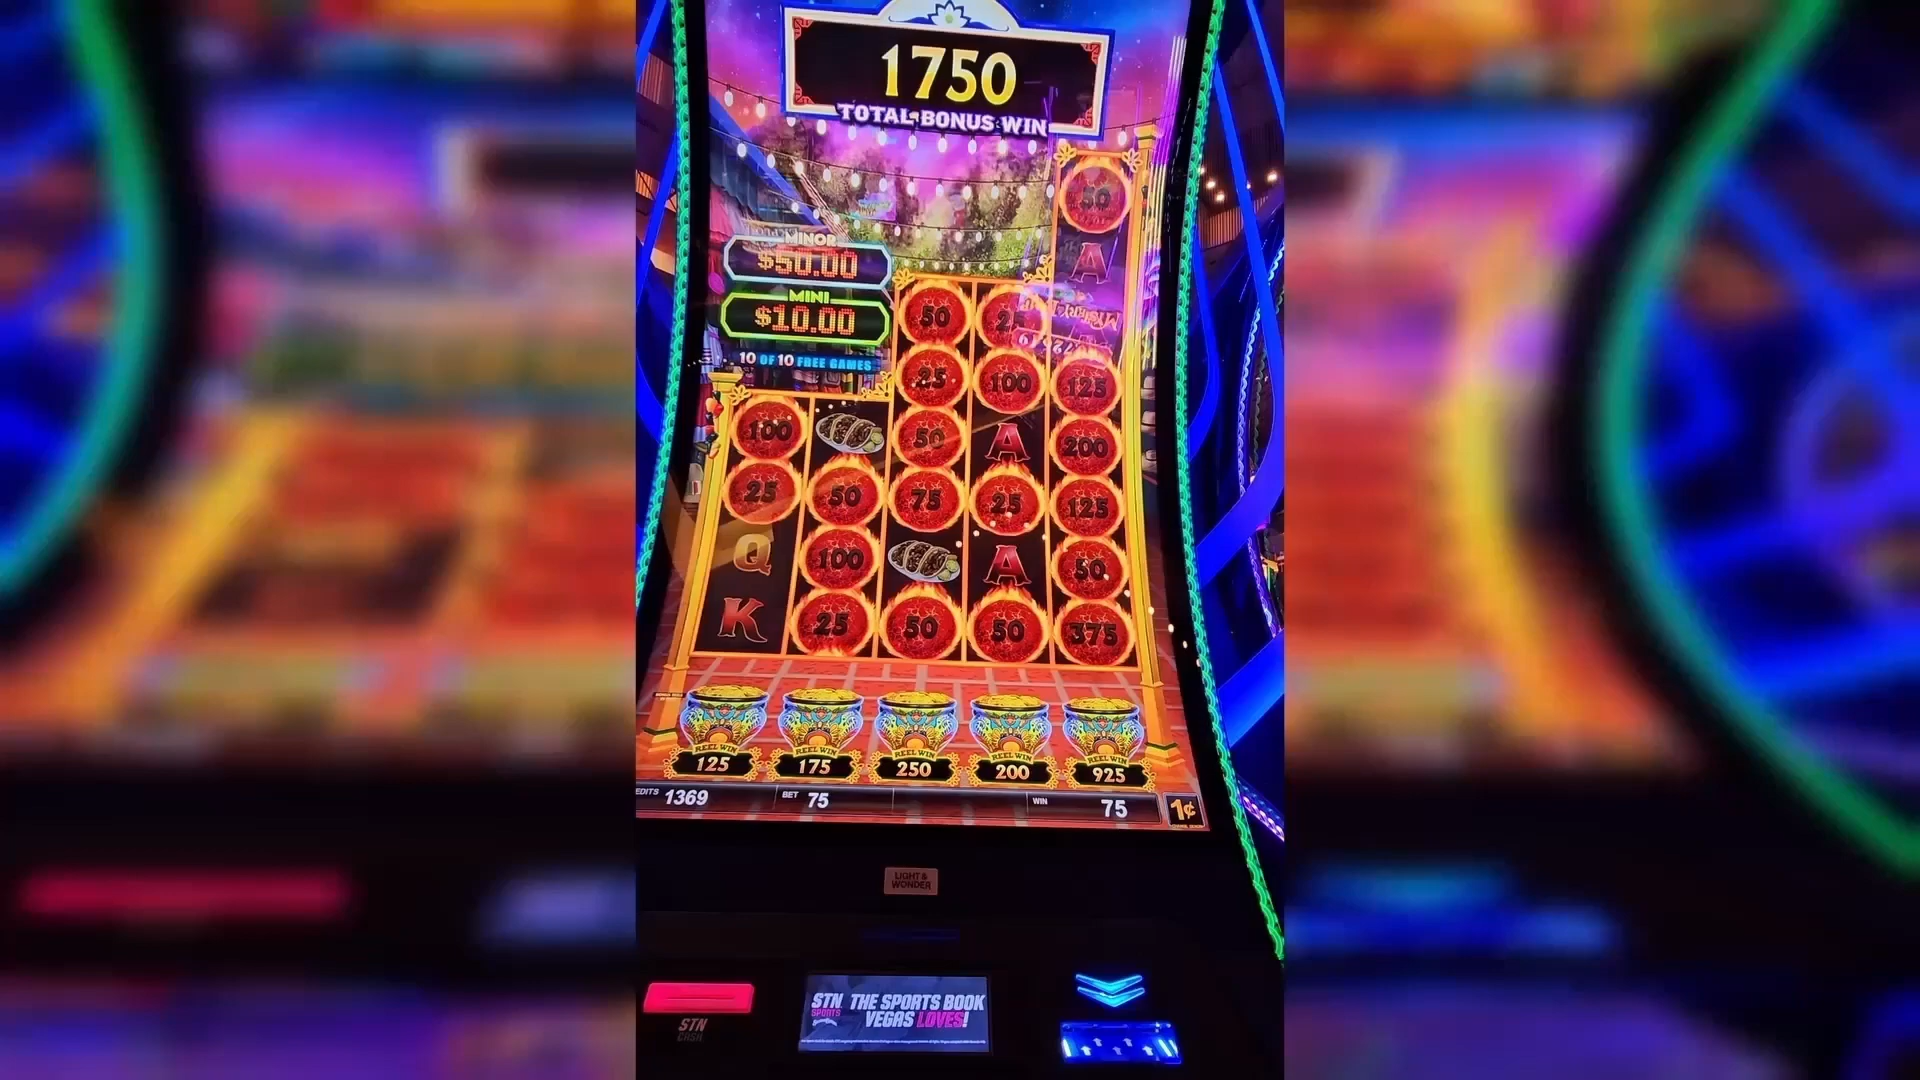 1750
TOTAL BONUS WIN
50
MINOR
$50.00
A
MINI
$10.00
50
10 OF 10 FREE GAMES
25 100 125
100 50 A 200
25 50 75 25 125
Q 100 A 50
K 25 50 50 375
REEL WIN REEL WIN REEL WIN REEL WIN REEL WIN
125 175 250 200 925
1369 BET 75 WIN 75 1¢
LIGHT &
WONDER
STN THE SPORTS BOOK
SPORTS VEGAS LOVES!
STN
CASH